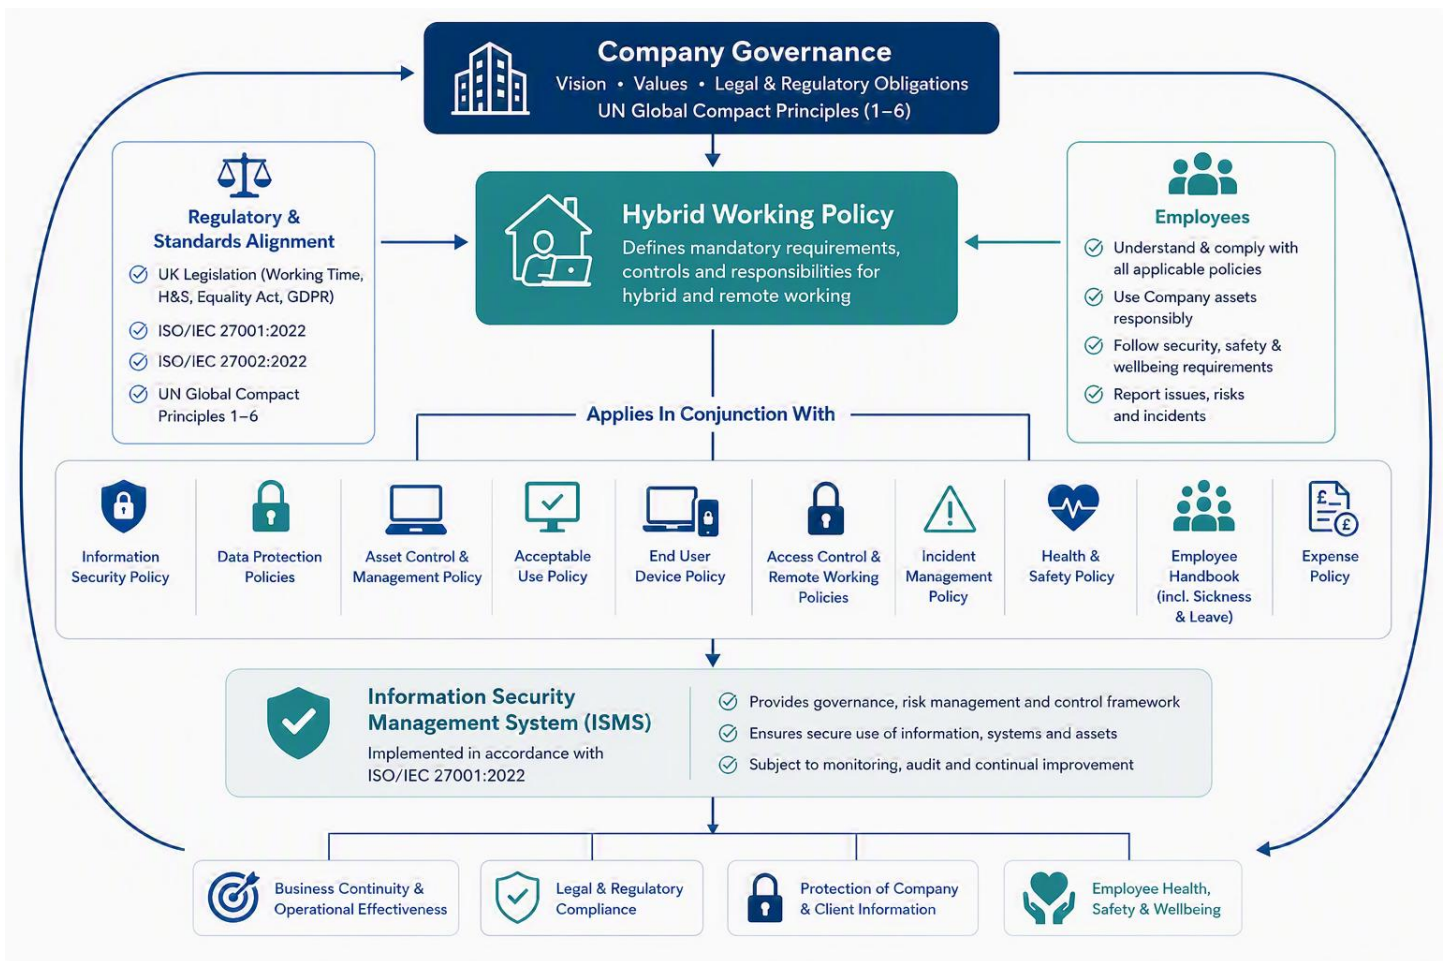 Company Governance
Vision • Values • Legal & Regulatory Obligations
UN Global Compact Principles (1–6)
Regulatory &
Standards Alignment
UK Legislation (Working Time,
H&S, Equality Act, GDPR)
ISO/IEC 27001:2022
ISO/IEC 27002:2022
UN Global Compact
Principles 1–6
Hybrid Working Policy
Defines mandatory requirements,
controls and responsibilities for
hybrid and remote working
Employees
Understand & comply with
all applicable policies
Use Company assets
responsibly
Follow security, safety &
wellbeing requirements
Report issues, risks
and incidents
Applies In Conjunction With
Information
Security Policy
Data Protection
Policies
Asset Control &
Management Policy
Acceptable
Use Policy
End User
Device Policy
Access Control &
Remote Working
Policies
Incident
Management
Policy
Health &
Safety Policy
Employee
Handbook
(incl. Sickness
& Leave)
£
£
Expense
Policy
Information Security
Management System (ISMS)
Implemented in accordance with
ISO/IEC 27001:2022
Provides governance, risk management and control framework
Ensures secure use of information, systems and assets
Subject to monitoring, audit and continual improvement
Business Continuity &
Operational Effectiveness
Legal & Regulatory
Compliance
Protection of Company
& Client Information
Employee Health,
Safety & Wellbeing